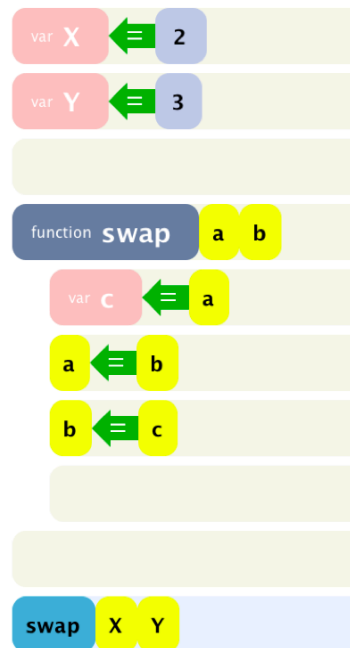 var X = 2
var Y = 3
function swap a b
var c = a
a = b
b = c
swap X Y